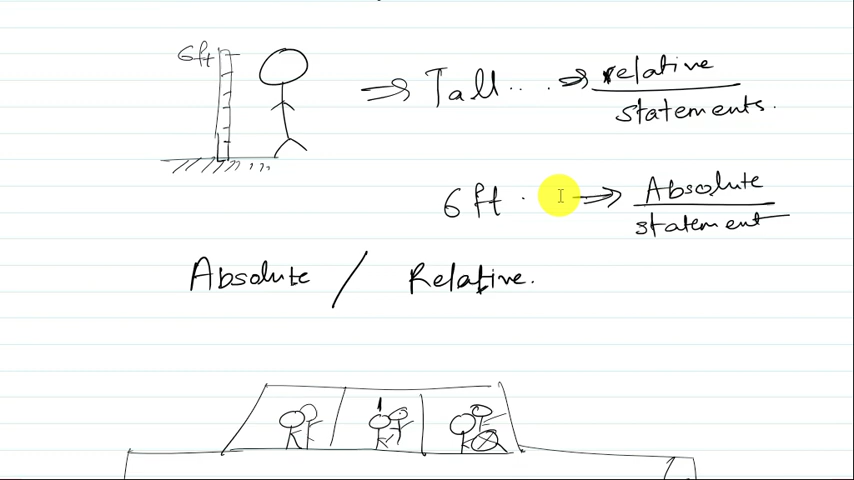 6ft
⇒ Tall.. . ⇒ relative
statements.
6 ft . ⇒ Absolute
statement
Absolute / Relative.